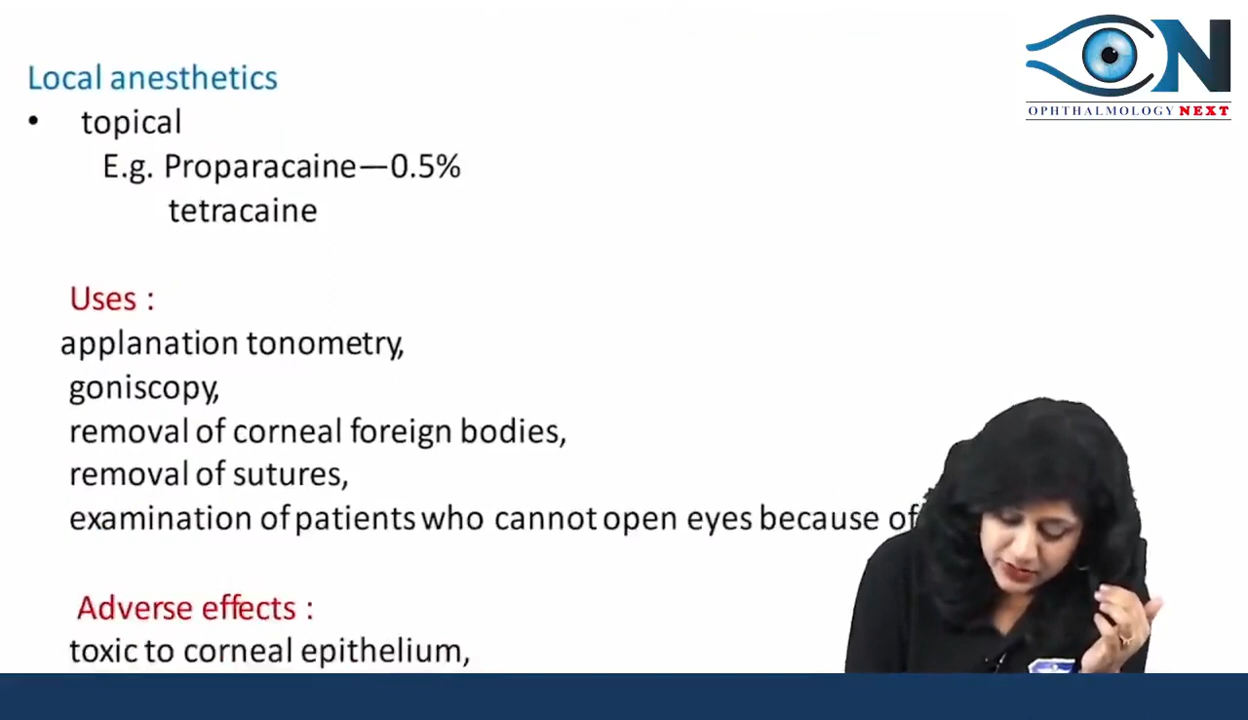 Local anesthetics
• topical
E.g. Proparacaine—0.5%
tetracaine
Uses :
applanation tonometry,
goniscopy,
removal of corneal foreign bodies,
removal of sutures,
examination of patients who cannot open eyes because of
Adverse effects :
toxic to corneal epithelium,
N
OPHTHALMOLOGY NEXT